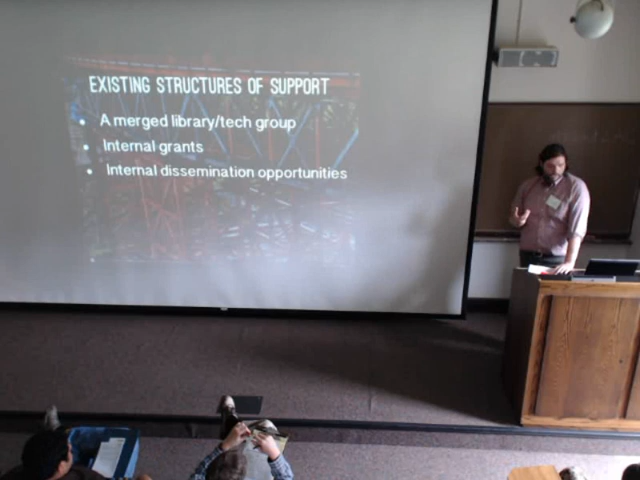 EXISTING STRUCTURES OF SUPPORT
• A merged library/tech group
• Internal grants
• Internal dissemination opportunities